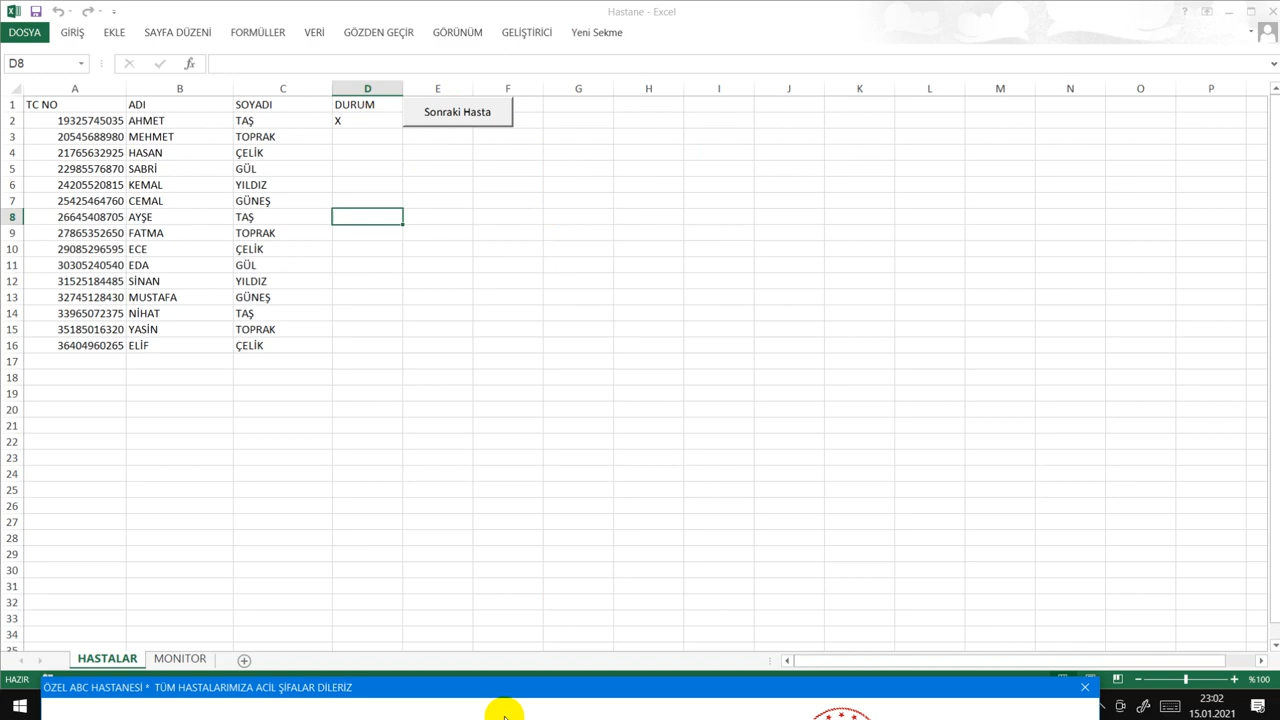 Hastane - Excel
DOSYA GİRİŞ EKLE SAYFA DÜZENİ FORMÜLLER VERİ GÖZDEN GEÇİR GÖRÜNÜM GELİŞTİRİCİ Yeni Sekme
D8 fx
A B C D E F G H I J K L M N O P
1 TC NO ADI SOYADI DURUM Sonraki Hasta
2 19325745035 AHMET TAŞ X
3 20545688980 MEHMET TOPRAK
4 21765632925 HASAN ÇELİK
5 22985576870 SABRİ GÜL
6 24205520815 KEMAL YILDIZ
7 25425464760 CEMAL GÜNEŞ
8 26645408705 AYŞE TAŞ
9 27865352650 FATMA TOPRAK
10 29085296595 ECE ÇELİK
11 30305240540 EDA GÜL
12 31525184485 SİNAN YILDIZ
13 32745128430 MUSTAFA GÜNEŞ
14 33965072375 NİHAT TAŞ
15 35185016320 YASİN TOPRAK
16 36404960265 ELİF ÇELİK
17
18
19
20
21
22
23
24
25
26
27
28
29
30
31
32
33
34
35
HASTALAR MONITOR
HAZIR %100
ÖZEL ABC HASTANESİ * TÜM HASTALARIMIZA ACİL ŞİFALAR DİLERİZ
23:02
15.01.2021